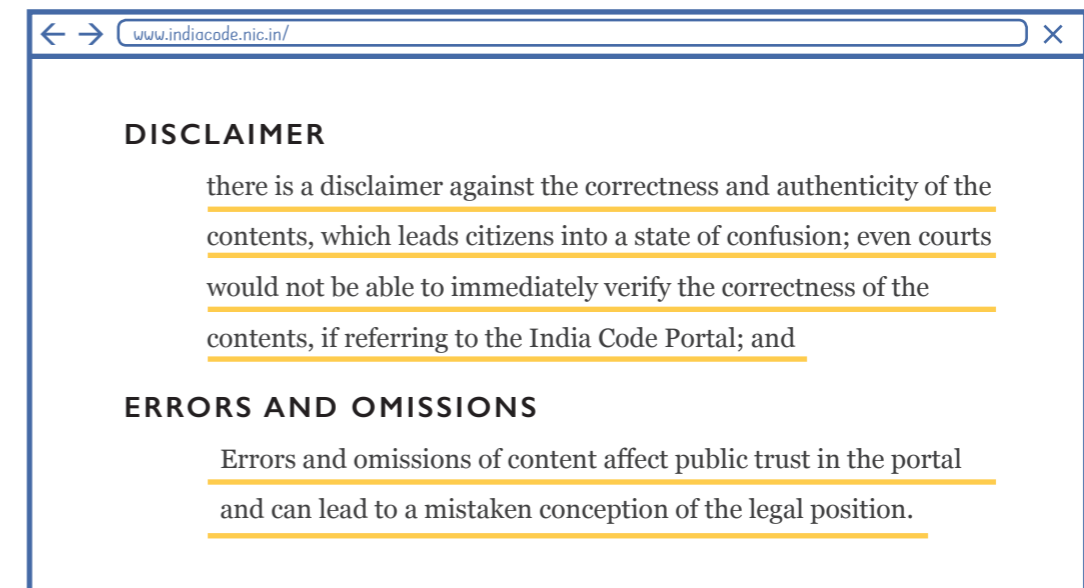 www.indiacode.nic.in/
DISCLAIMER
there is a disclaimer against the correctness and authenticity of the
contents, which leads citizens into a state of confusion; even courts
would not be able to immediately verify the correctness of the
contents, if referring to the India Code Portal; and
ERRORS AND OMISSIONS
Errors and omissions of content affect public trust in the portal
and can lead to a mistaken conception of the legal position.